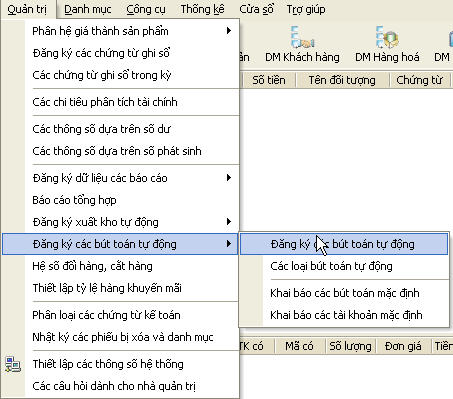 Quản trị Danh mục Công cụ Thống kê Cửa sổ Trợ giúp
Phân hệ giá thành sản phẩm
Đăng ký các chứng từ ghi sổ
Các chứng từ ghi sổ trong kỳ
Các chi tiêu phân tích tài chính
Các thông số dựa trên số dư
Các thông số dựa trên số phát sinh
Đăng ký dữ liệu các báo cáo
Báo cáo tổng hợp
Đăng ký xuất kho tự động
Đăng ký các bút toán tự động
Hệ số đổi hàng, cắt hàng
Thiết lập tỷ lệ hàng khuyến mãi
Phân loại các chứng từ kế toán
Nhật ký các phiếu bị xóa và danh mục
Thiết lập các thông số hệ thống
Các câu hỏi dành cho nhà quản trị
DM Khách hàng DM Hàng hoá
Số tiền Tên đối tượng Chứng từ
Đăng ký các bút toán tự động
Các loại bút toán tự động
Khai báo các bút toán mặc định
Khai báo các tài khoản mặc định
TK có Mã có Số lượng Đơn giá Tiền